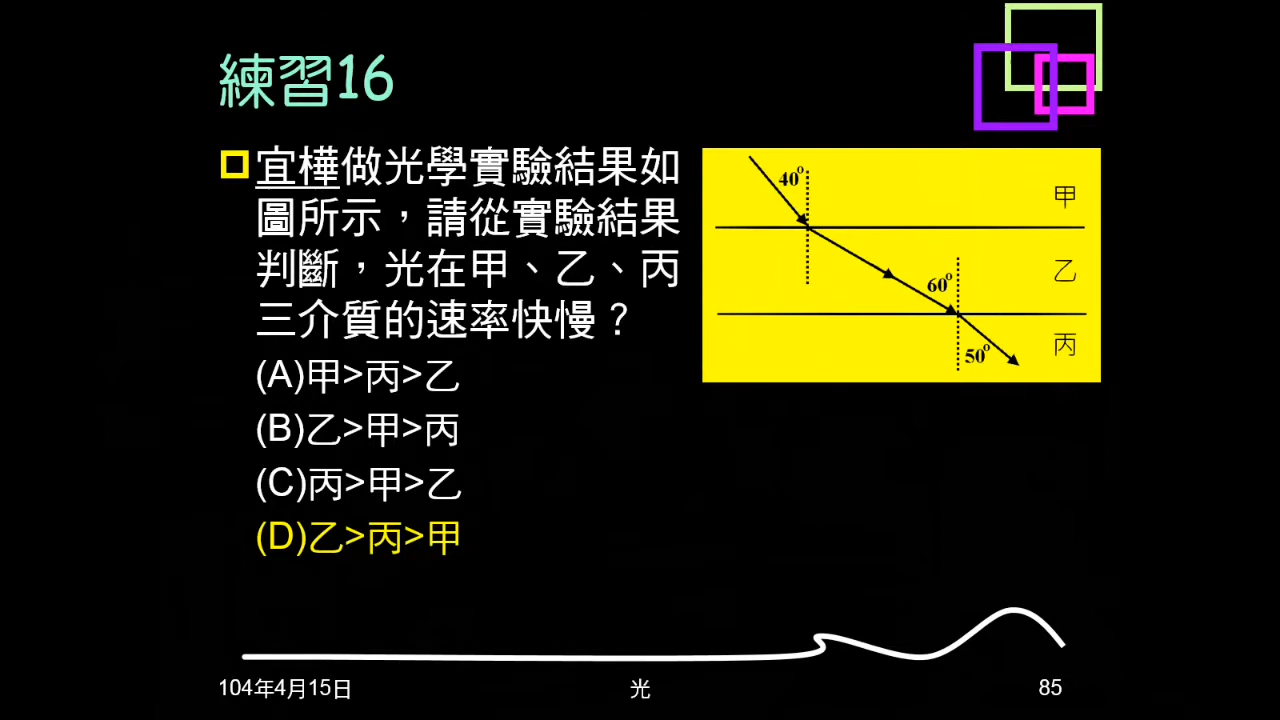 練習16
宜樺做光學實驗結果如
圖所示，請從實驗結果
判斷，光在甲、乙、丙
三介質的速率快慢？
(A)甲>丙>乙
(B)乙>甲>丙
(C)丙>甲>乙
(D)乙>丙>甲
40°
甲
乙
60°
丙
50°
104年4月15日
光
85